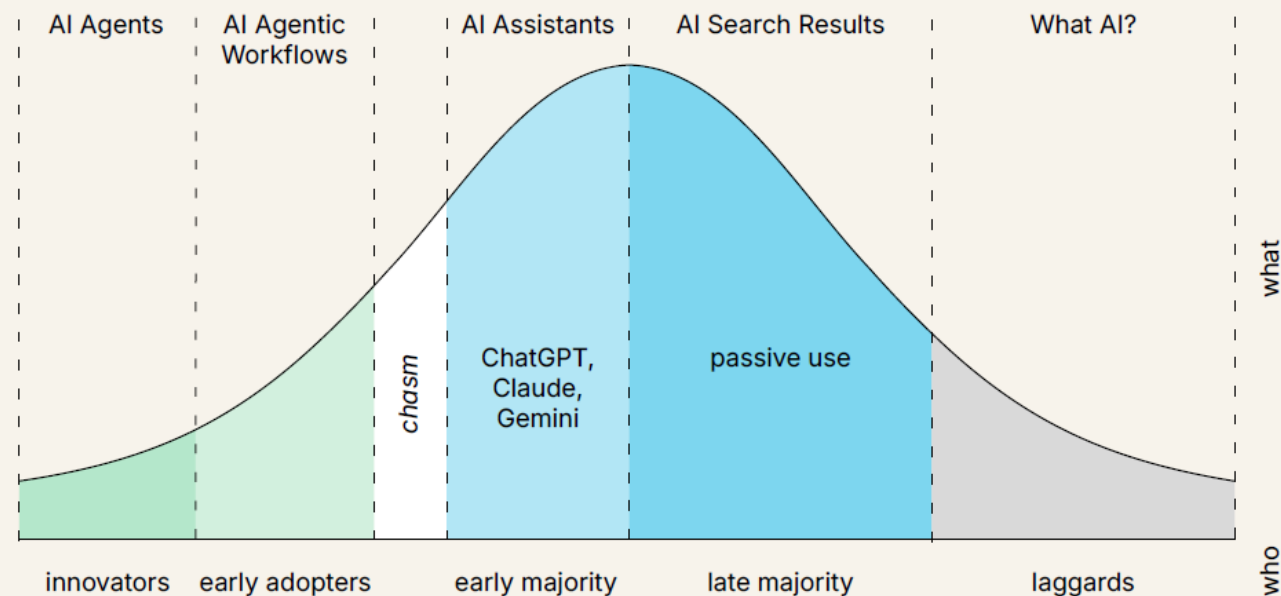 AI Agents
AI Agentic
Workflows
AI Assistants
AI Search Results
What AI?
what
chasm
ChatGPT,
Claude,
Gemini
passive use
innovators
early adopters
early majority
late majority
laggards
who